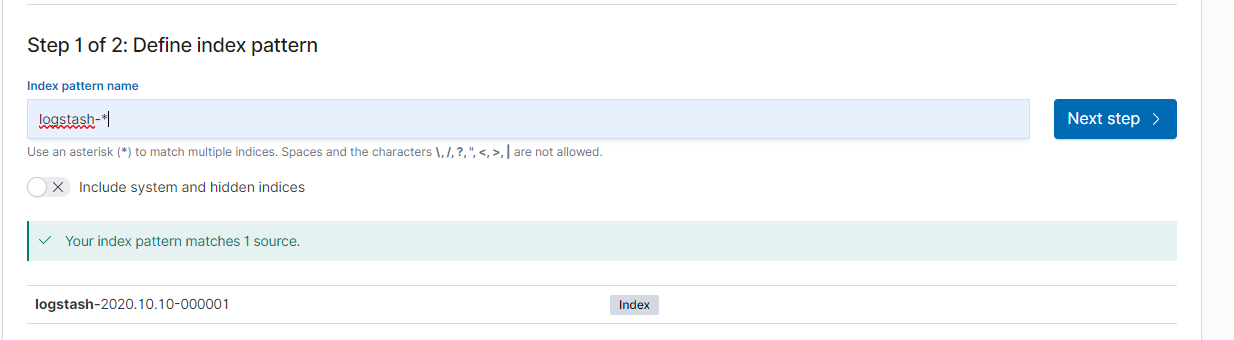 Step 1 of 2: Define index pattern
Index pattern name
logstash-*
Next step
Use an asterisk (*) to match multiple indices. Spaces and the characters \, /, ?, ", <, >, | are not allowed.
Include system and hidden indices
Your index pattern matches 1 source.
logstash-2020.10.10-000001 Index